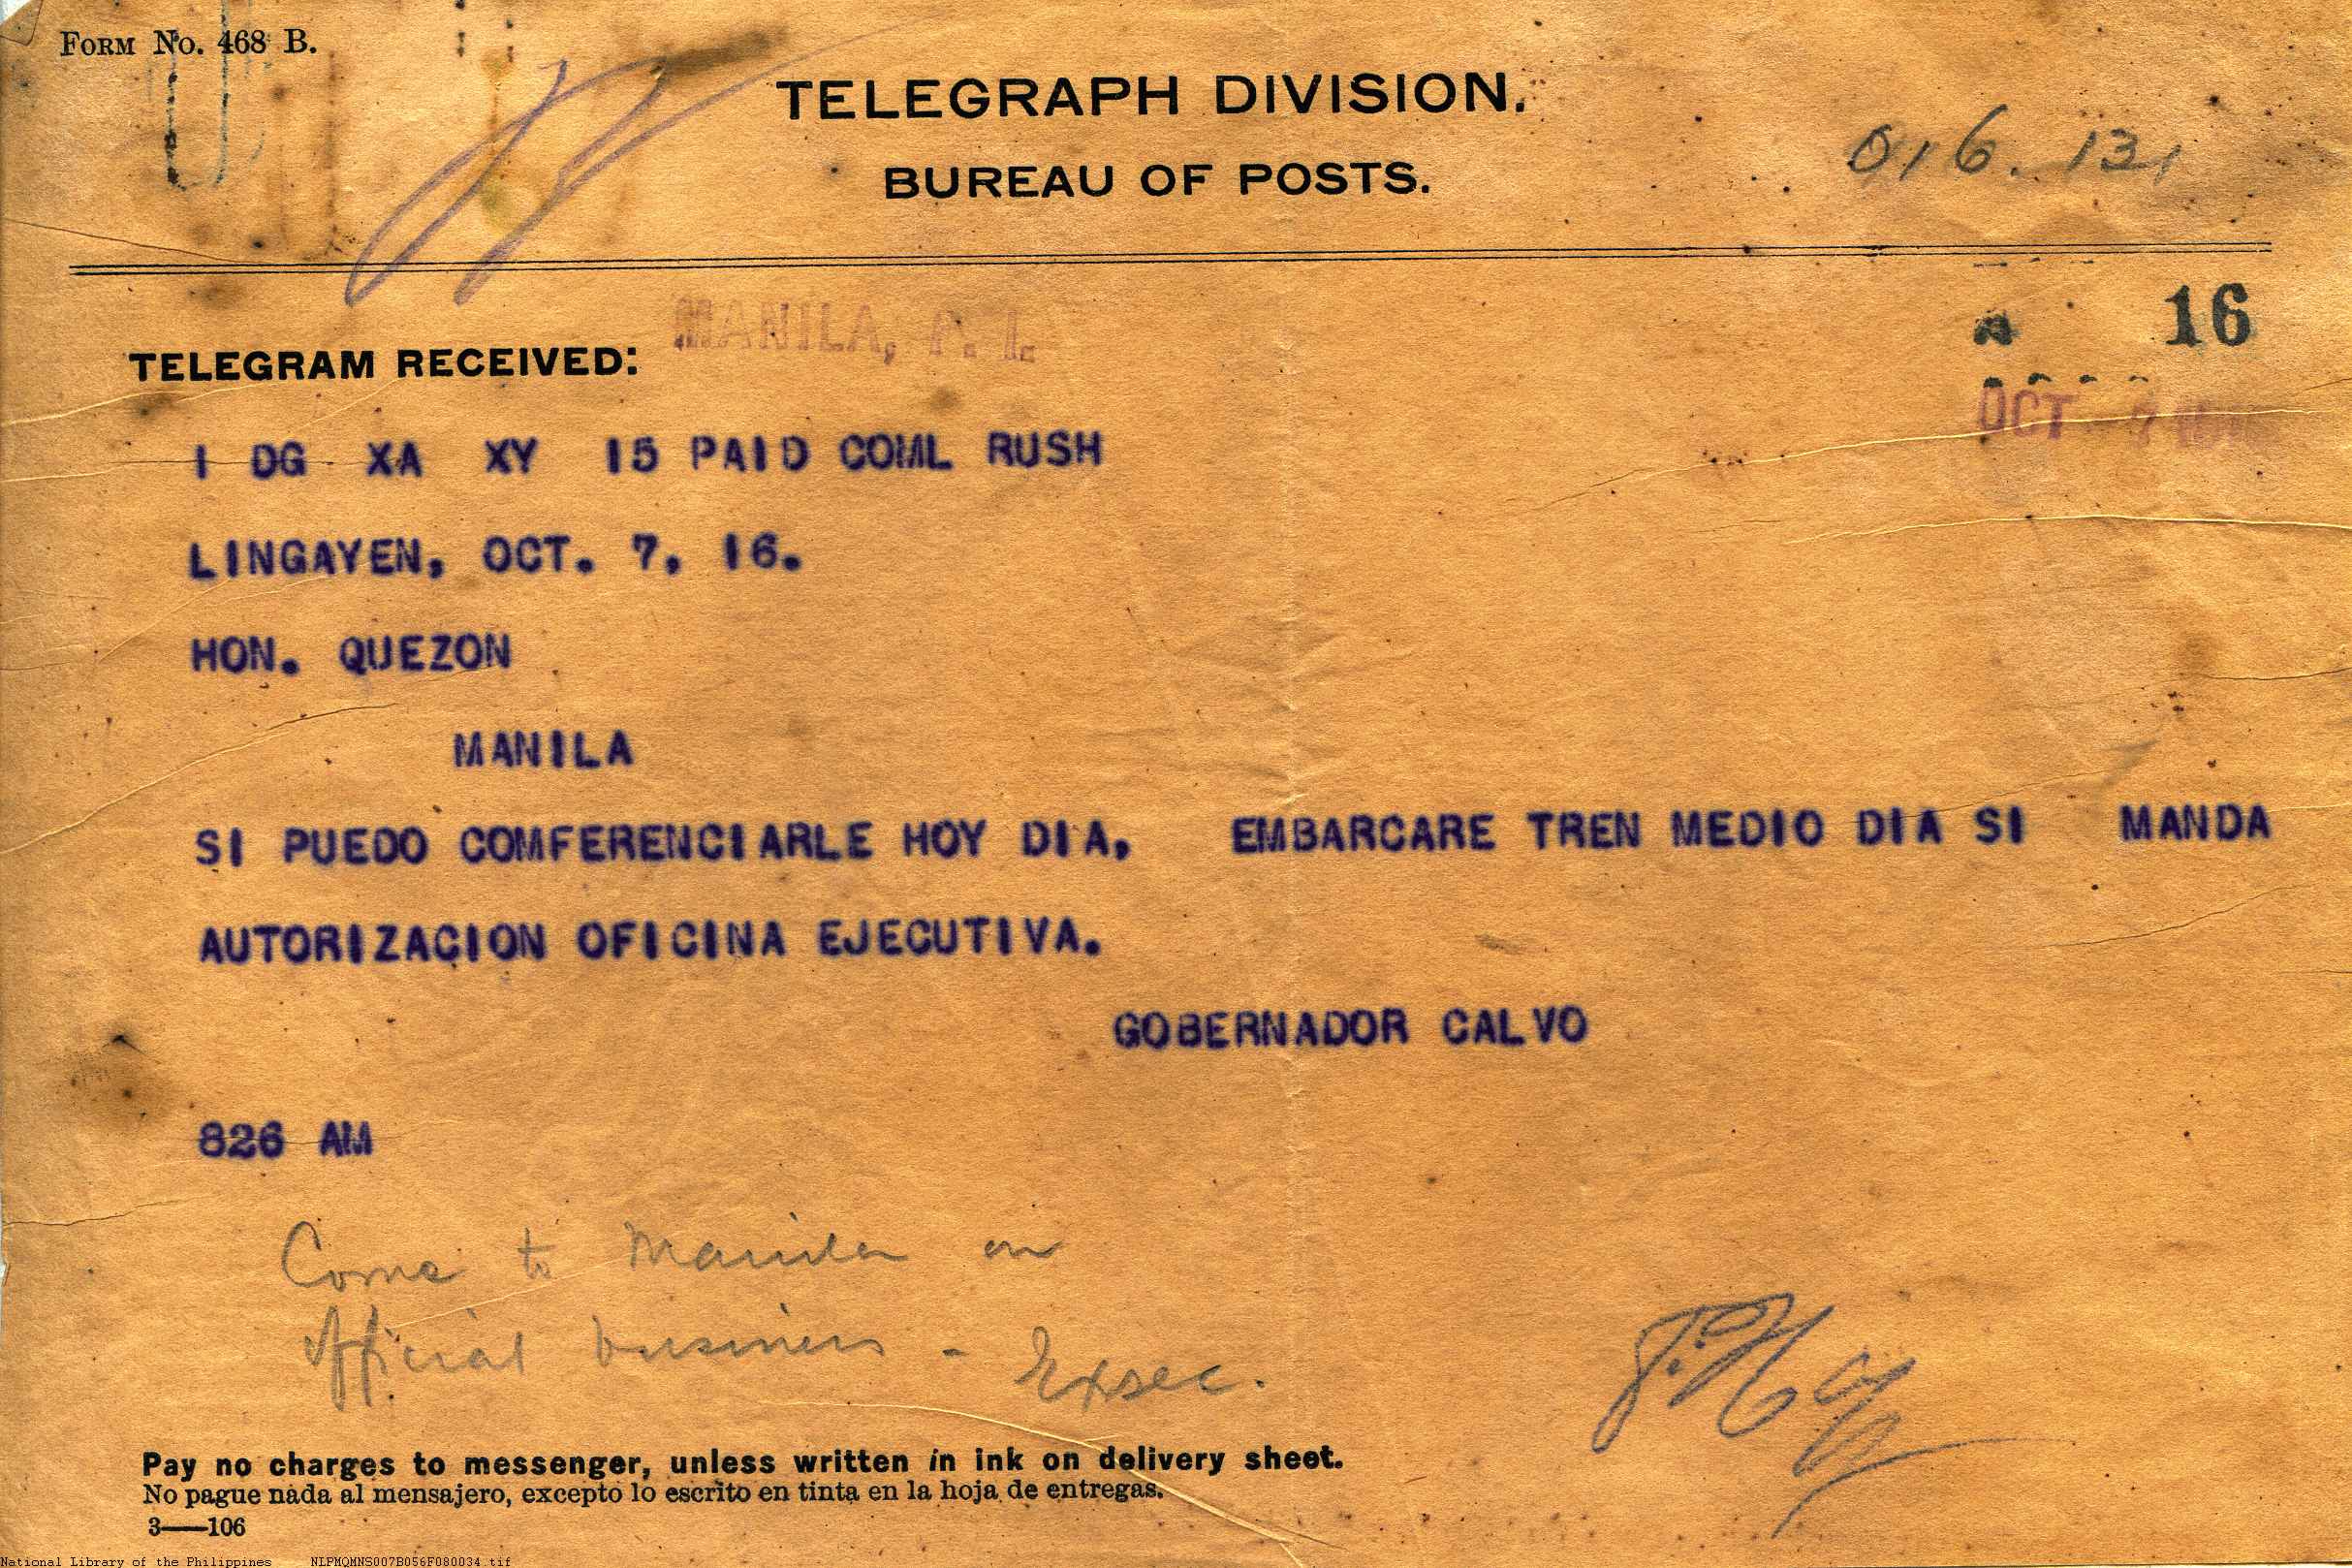 FORM NO. 468 B.
TELEGRAPH DIVISION.
BUREAU OF POSTS.
16
MANILA, P. I.
TELEGRAM RECEIVED:
OCT
I DG XA XY 15 PAID COML RUSH
LINGAYEN, OCT. 7, 16.
HON. QUEZON
MANILA
SI PUEDO COMFERENCIARLE HOY DIA, EMBARCARE TREN MEDIO DIA SI MANDA
AUTORIZACION OFICINA EJECUTIVA.
GOBERNADOR CALVO
826 AM
Come to Manila on
Official business - Exsec.
Pay no charges to messenger, unless written in ink on delivery sheet.
No pague nada al mensajero, excepto lo escrito en tinta en la hoja de entregas.
3—106
National Library of the Philippines NLPMQMNS007B056F080034.tif